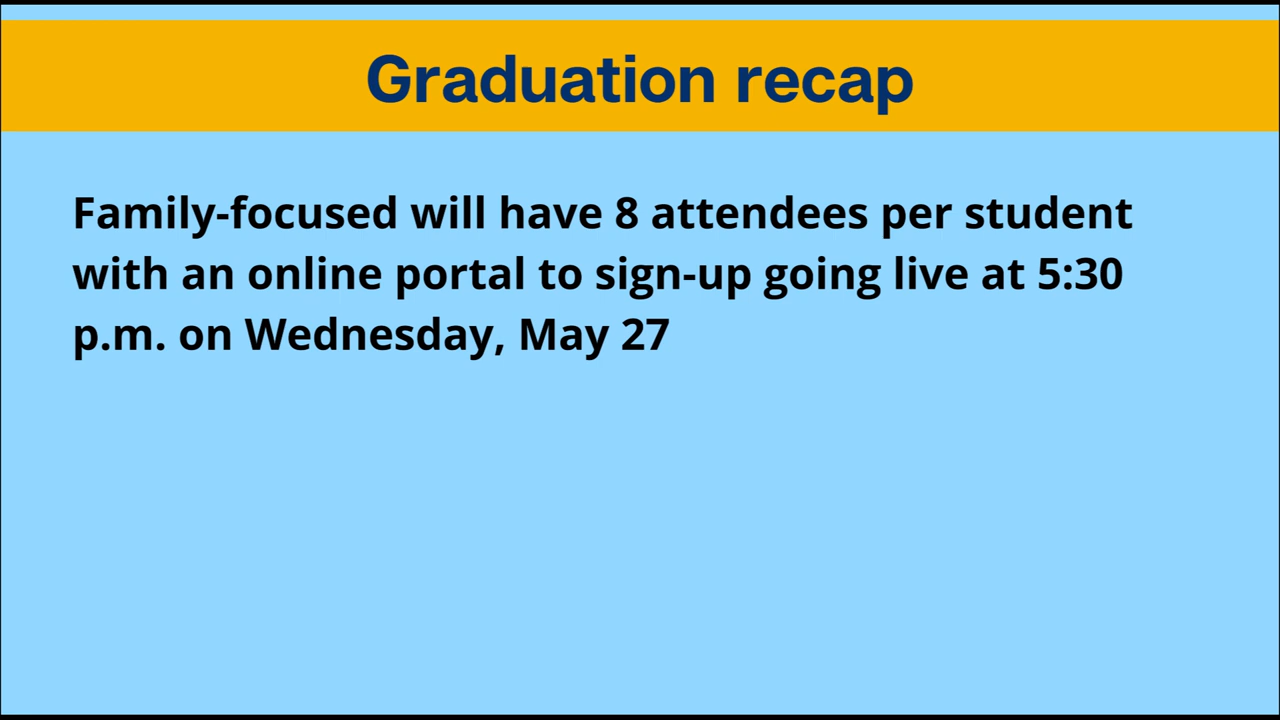 Graduation recap
Family-focused will have 8 attendees per student
with an online portal to sign-up going live at 5:30
p.m. on Wednesday, May 27